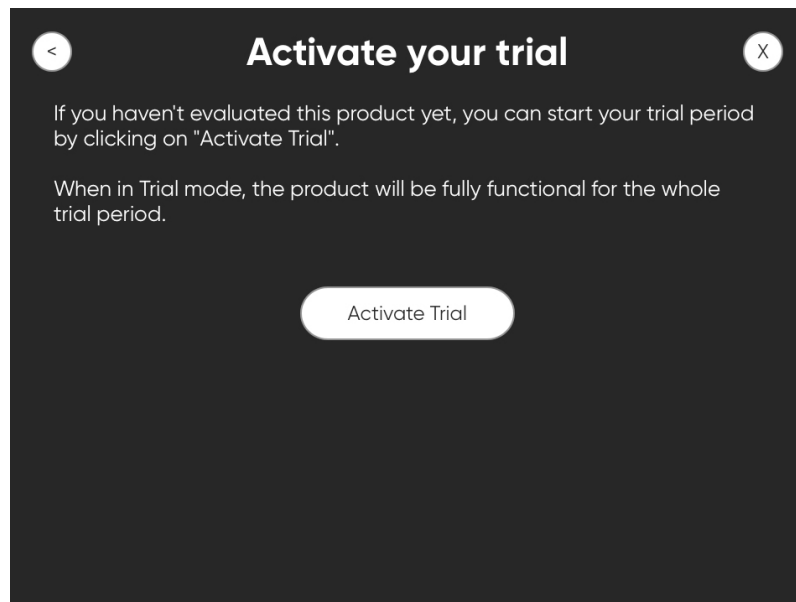 <
Activate your trial
X
If you haven't evaluated this product yet, you can start your trial period
by clicking on "Activate Trial".
When in Trial mode, the product will be fully functional for the whole
trial period.
Activate Trial